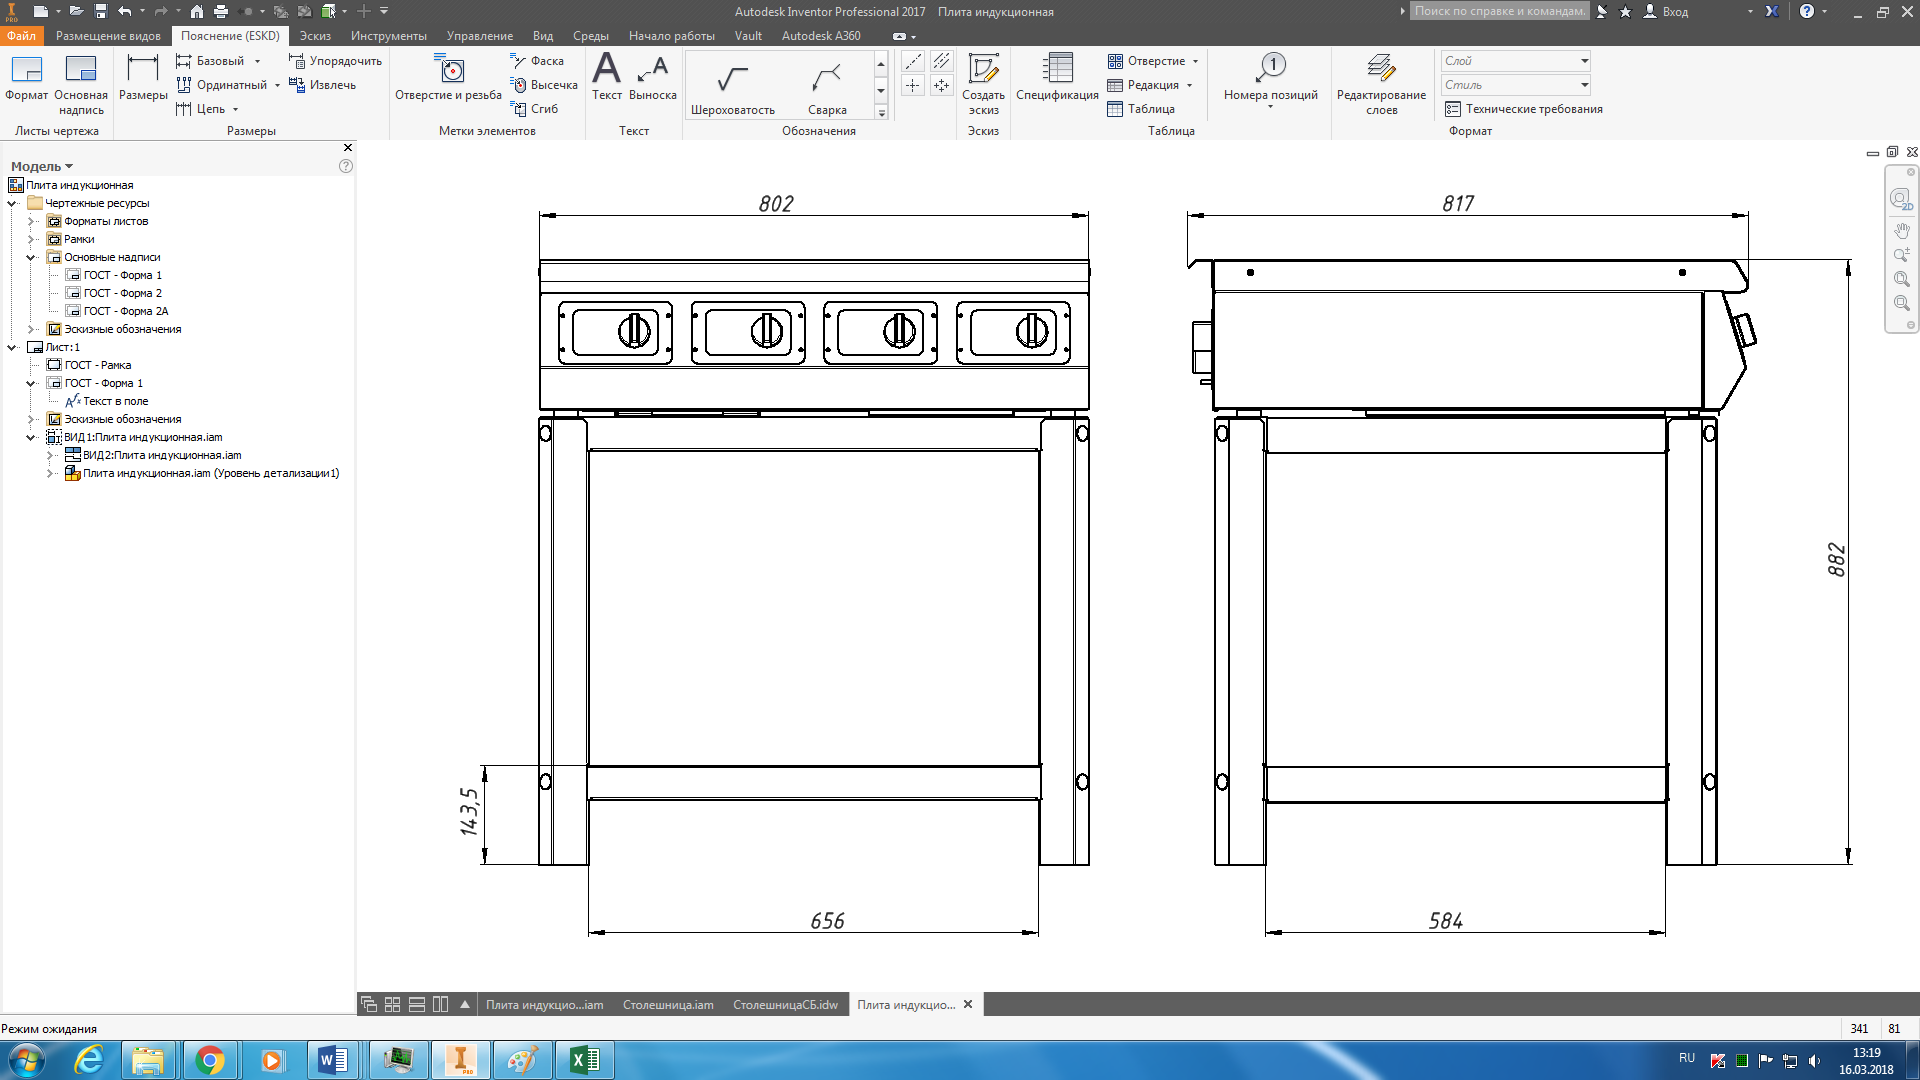 Autodesk Inventor Professional 2017 Плита индукционная
Поиск по справке и командам.
Вход
Файл Размещение видов Пояснение (ESKD) Эскиз Инструменты Управление Вид Среды Начало работы Vault Autodesk A360
Формат
Основная надпись
Листы чертежа
Размеры
Базовый
Ординатный
Цепь
Упорядочить
Извлечь
Размеры
Отверстие и резьба
Фаска
Высечка
Сгиб
Метки элементов
Текст
Выноска
Текст
Шероховатость
Сварка
Обозначения
Создать эскиз
Эскиз
Спецификация
Отверстие
Редакция
Таблица
Таблица
Номера позиций
Редактирование слоев
Слой
Стиль
Технические требования
Формат
Модель
Плита индукционная
Чертежные ресурсы
Форматы листов
Рамки
Основные надписи
ГОСТ - Форма 1
ГОСТ - Форма 2
ГОСТ - Форма 2А
Эскизные обозначения
Лист:1
ГОСТ - Рамка
ГОСТ - Форма 1
Текст в поле
Эскизные обозначения
ВИД1:Плита индукционная.iam
ВИД2:Плита индукционная.iam
Плита индукционная.iam (Уровень детализации1)
802
817
882
143,5
656
584
2D
Плита индукцио...iam Столешница.iam СтолешницаСБ.idw Плита индукцио...
Режим ожидания
341 81
RU
13:19
16.03.2018